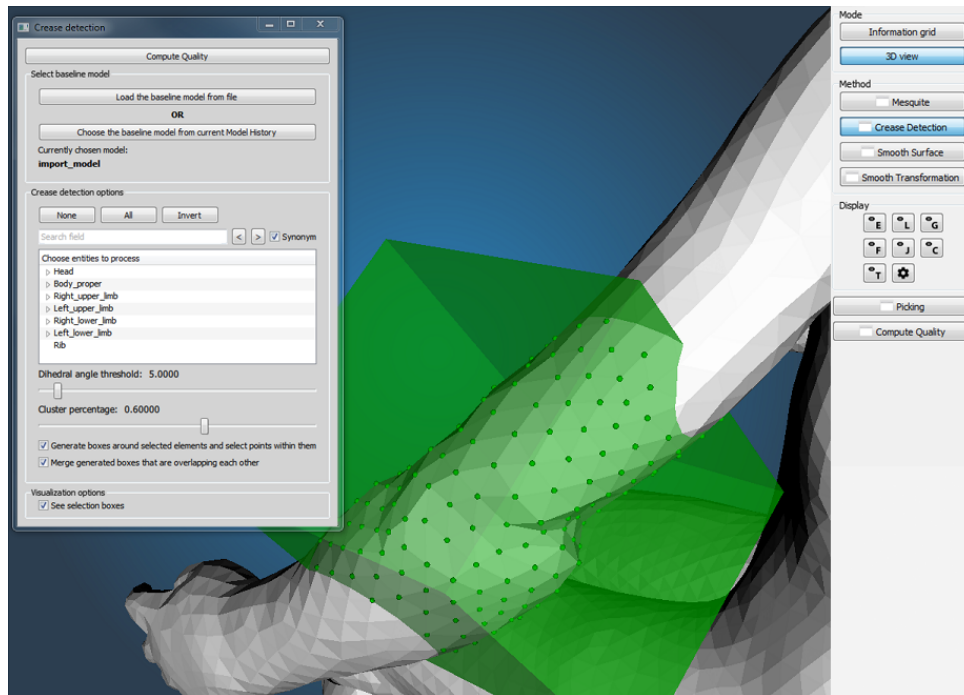 Crease detection
Compute Quality
Select baseline model
Load the baseline model from file
OR
Choose the baseline model from current Model History
Currently chosen model:
import_model
Crease detection options
None All Invert
Search field < > Synonym
Choose entities to process
Head
Body_proper
Right_upper_limb
Left_upper_limb
Right_lower_limb
Left_lower_limb
Rib
Dihedral angle threshold: 5.0000
Cluster percentage: 0.60000
Generate boxes around selected elements and select points within them
Merge generated boxes that are overlapping each other
Visualization options
See selection boxes
Mode
Information grid
3D view
Method
Mesquite
Crease Detection
Smooth Surface
Smooth Transformation
Display
E L G
F J C
T
Picking
Compute Quality